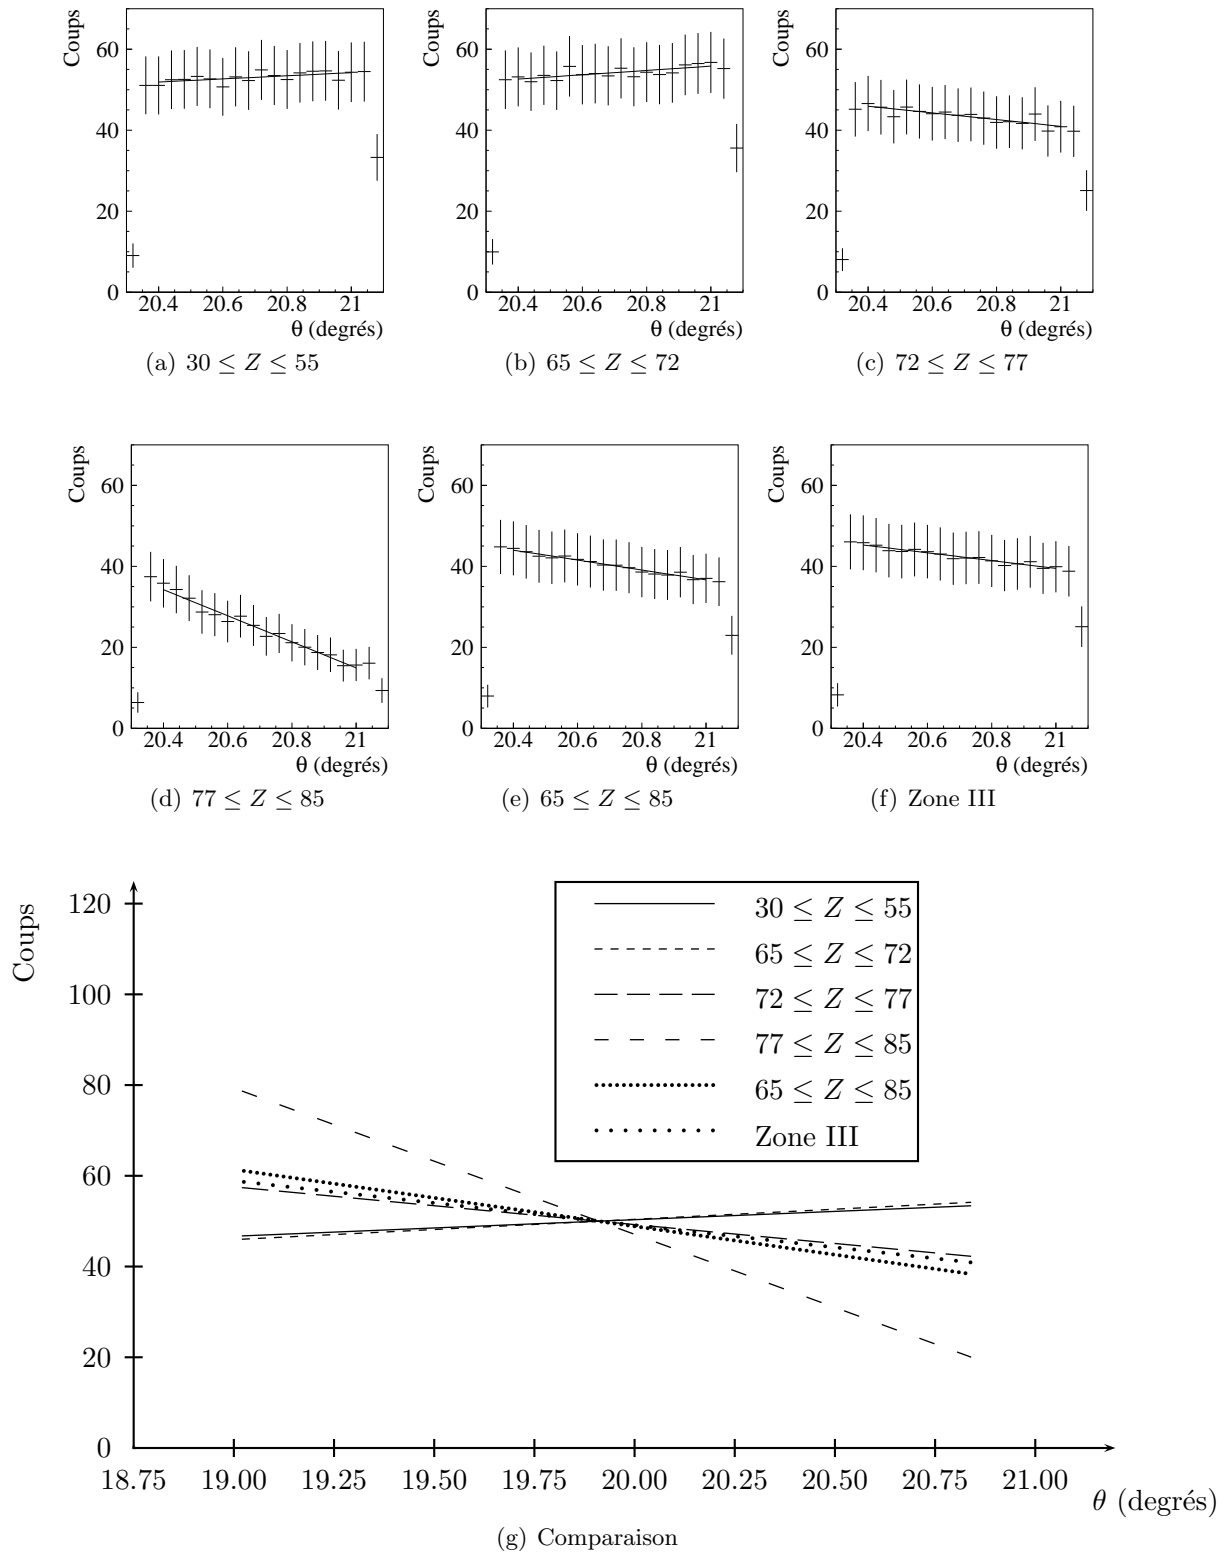 Coups
60
40
20
0
20.4 20.6 20.8 21
θ (degrés)
(a) 30 ≤ Z ≤ 55
Coups
60
40
20
0
20.4 20.6 20.8 21
θ (degrés)
(b) 65 ≤ Z ≤ 72
Coups
60
40
20
0
20.4 20.6 20.8 21
θ (degrés)
(c) 72 ≤ Z ≤ 77
Coups
60
40
20
0
20.4 20.6 20.8 21
θ (degrés)
(d) 77 ≤ Z ≤ 85
Coups
60
40
20
0
20.4 20.6 20.8 21
θ (degrés)
(e) 65 ≤ Z ≤ 85
Coups
60
40
20
0
20.4 20.6 20.8 21
θ (degrés)
(f) Zone III
Coups
120
100
80
60
40
20
0
18.75 19.00 19.25 19.50 19.75 20.00 20.25 20.50 20.75 21.00
θ (degrés)
30 ≤ Z ≤ 55
65 ≤ Z ≤ 72
72 ≤ Z ≤ 77
77 ≤ Z ≤ 85
65 ≤ Z ≤ 85
Zone III
(g) Comparaison